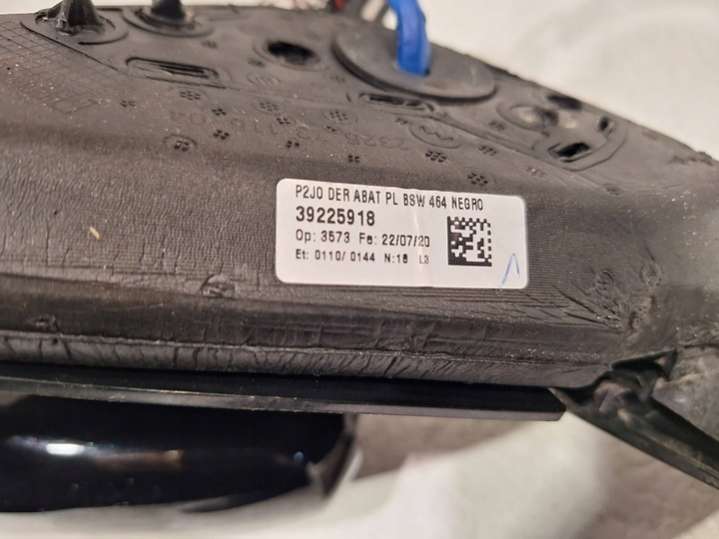 P2JO DER ABAT PL BSW 464 NEGRO
39225918
Op: 3573 Fe: 22/07/20
Et: 0110/ 0144 N:18 L3